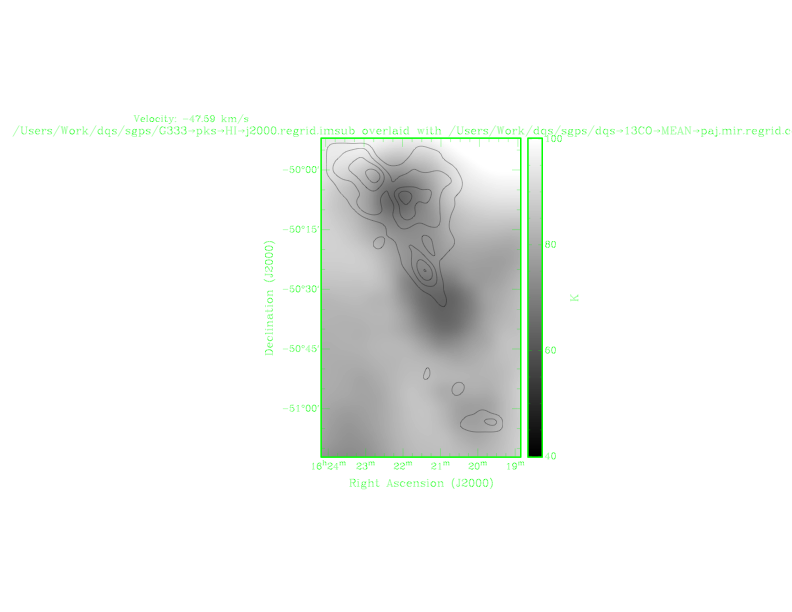 Velocity: −47.59 km/s
/Users/Work/dqs/sgps/G333→pks→HI→j2000.regrid.imsub overlaid with /Users/Work/dqs/sgps/dqs→13CO→MEAN→paj.mir.regrid.c
100
−50°00'
−50°15'
80
−50°30'
K
Declination (J2000)
−50°45'
60
−51°00'
40
16ʰ24ᵐ 23ᵐ 22ᵐ 21ᵐ 20ᵐ 19ᵐ
Right Ascension (J2000)